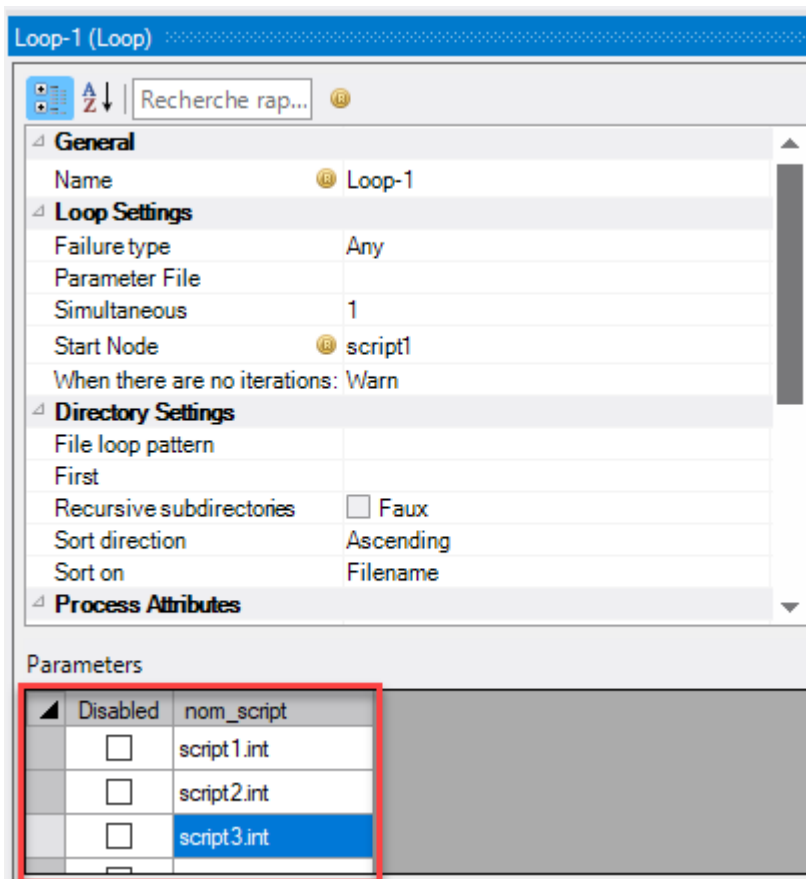 Loop-1 (Loop)
Recherche rap...
General
Name Loop-1
Loop Settings
Failure type Any
Parameter File
Simultaneous 1
Start Node script1
When there are no iterations: Warn
Directory Settings
File loop pattern
First
Recursive subdirectories Faux
Sort direction Ascending
Sort on Filename
Process Attributes
Parameters
Disabled nom_script
script1.int
script2.int
script3.int